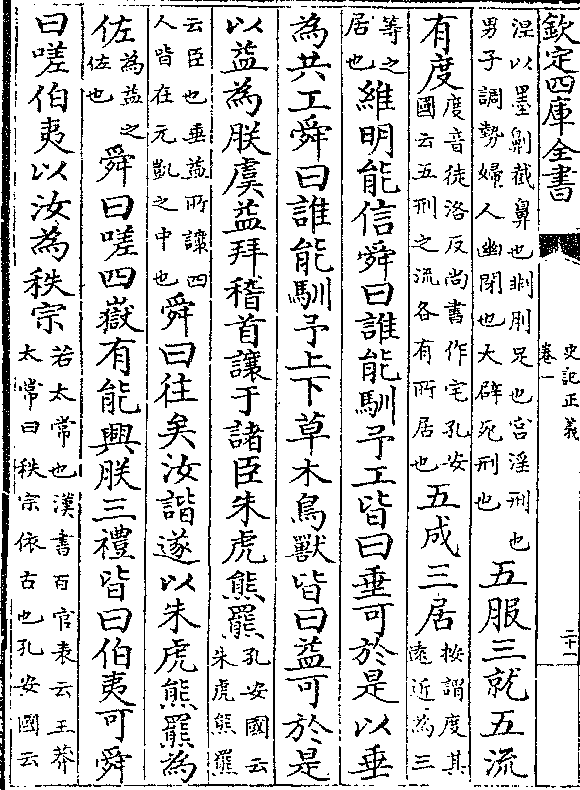 欽定四庫全書
史記正義
卷一
二十一
涅以墨劓截鼻也剕刖足也宮淫刑也
男子調勢婦人幽閉也大辟死刑也
五服三就五流
有度
度音徒洛反尚書作宅孔安
國云五刑之流各有所居也
五成三居
按謂度其
遠近為三
等之
居也
維明能信舜曰誰能馴予工皆曰垂可於是以垂
為共工舜曰誰能馴予上下草木鳥獸皆曰益可於是
以益為朕虞益拜稽首讓于諸臣朱虎熊羆
孔安國云
朱虎熊羆
云臣也垂益所讓四
人皆在元凱之中也
舜曰往矣汝諧遂以朱虎熊羆為
佐
為益之
佐也
舜曰嗟四嶽有能興朕三禮皆曰伯夷可舜
曰嗟伯夷以汝為秩宗
若太常也漢書百官表云王莽
太常曰秩宗依古也孔安國云